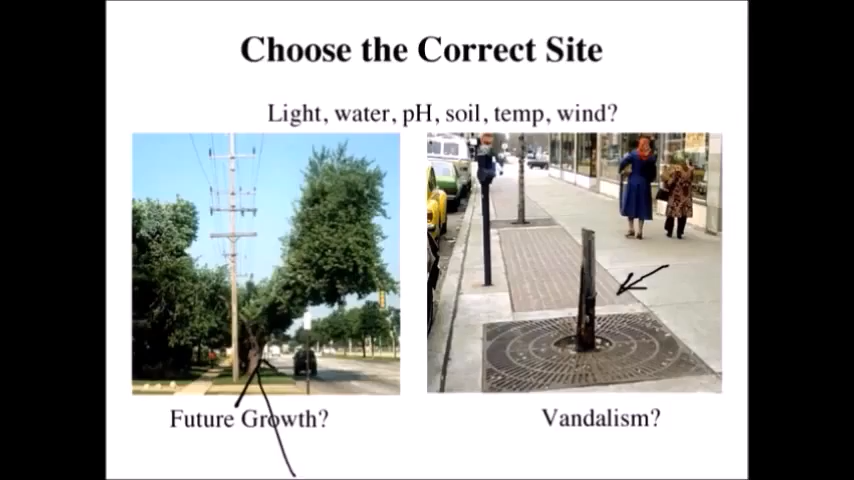 Choose the Correct Site
Light, water, pH, soil, temp, wind?
Future Growth?
Vandalism?